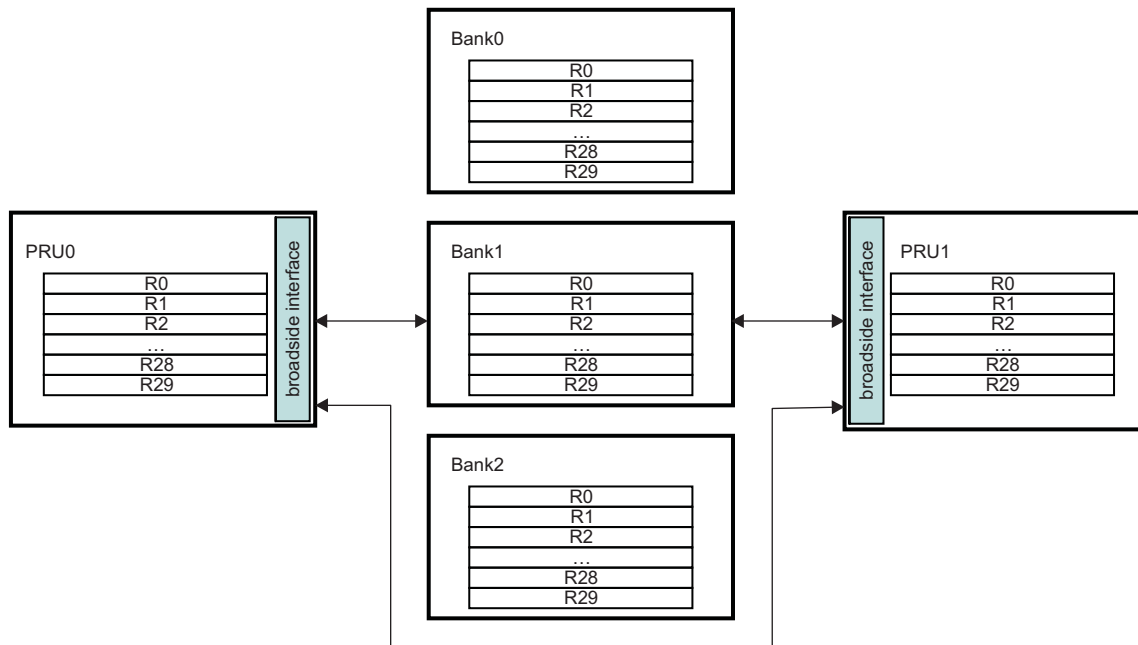 Bank0
R0
R1
R2
...
R28
R29
PRU0
R0
R1
R2
...
R28
R29
broadside interface
Bank1
R0
R1
R2
...
R28
R29
broadside interface
PRU1
R0
R1
R2
...
R28
R29
Bank2
R0
R1
R2
...
R28
R29